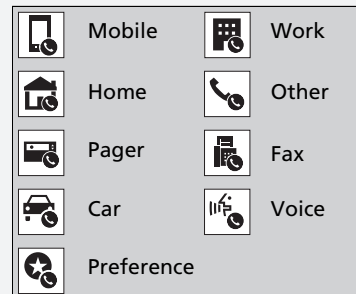 Mobile
Work
Home
Other
Pager
Fax
Car
Voice
Preference